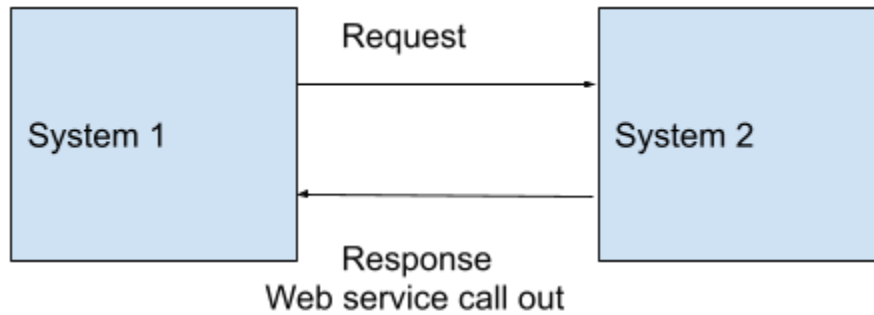 Request
System 1
System 2
Response
Web service call out